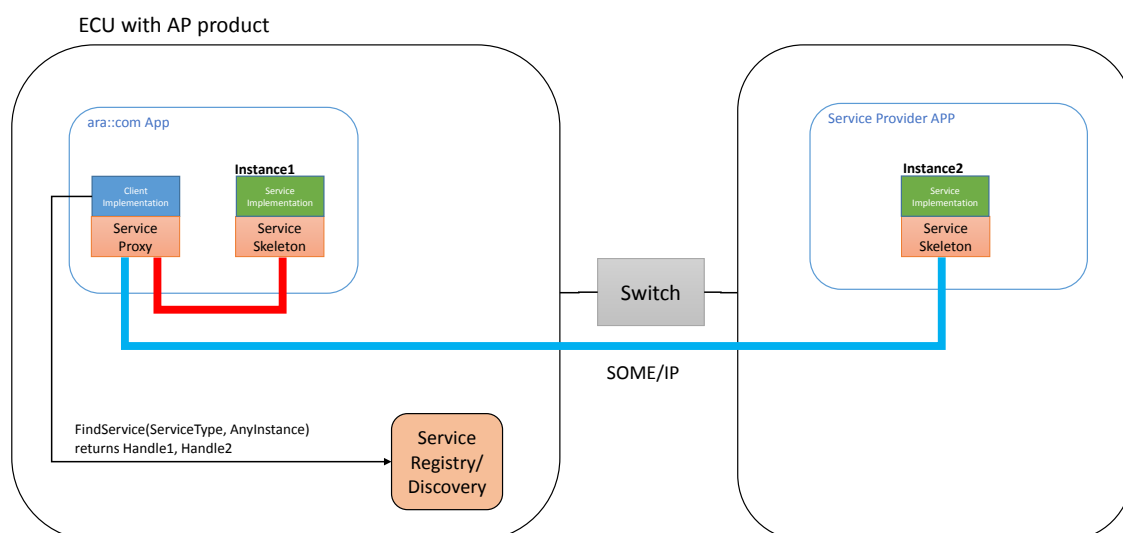 ECU with AP product
ara::com App
Client
Implementation
Service
Proxy
Instance1
Service
Implementation
Service
Skeleton
Service Provider APP
Instance2
Service
Implementation
Service
Skeleton
Switch
SOME/IP
FindService(ServiceType, AnyInstance)
returns Handle1, Handle2
Service
Registry/
Discovery